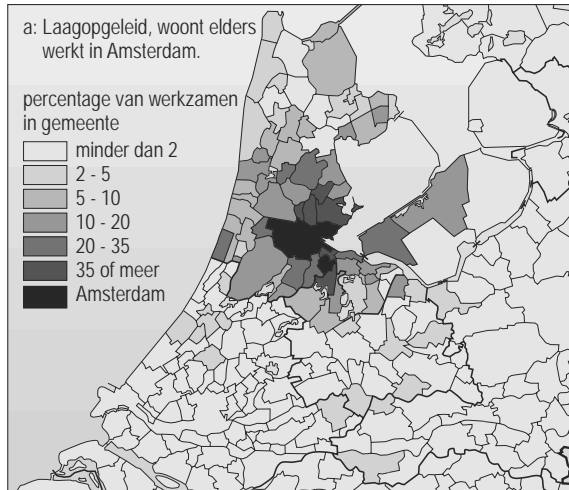 a: Laagopgeleid, woont elders
werkt in Amsterdam.
percentage van werkzamen
in gemeente
minder dan 2
2 - 5
5 - 10
10 - 20
20 - 35
35 of meer
Amsterdam